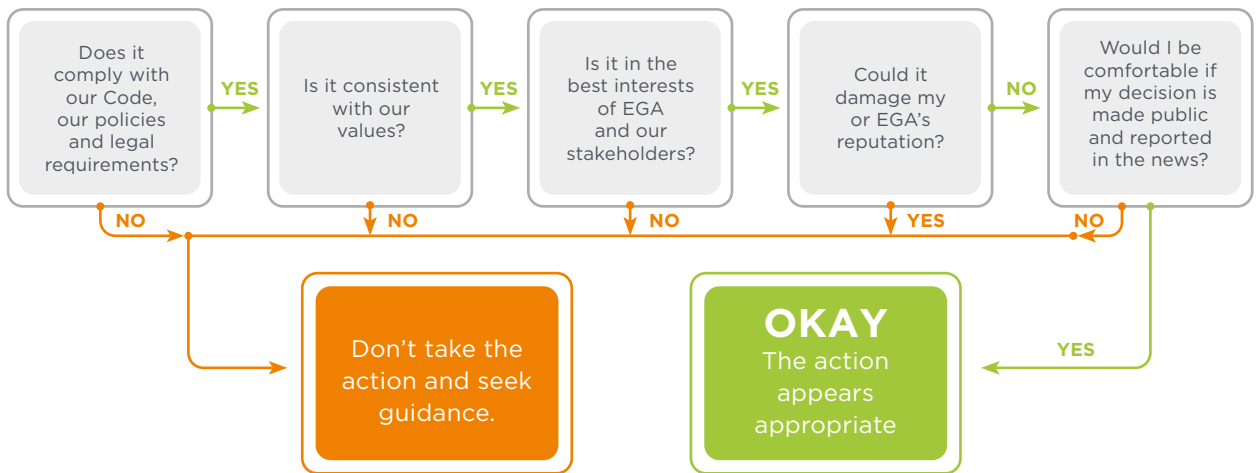 Does it
comply with
our Code,
our policies
and legal
requirements?
YES
Is it consistent
with our
values?
YES
Is it in the
best interests
of EGA
and our
stakeholders?
YES
Could it
damage my
or EGA’s
reputation?
NO
Would I be
comfortable if
my decision is
made public
and reported
in the news?
NO
NO
NO
YES
NO
Don’t take the
action and seek
guidance.
OKAY
The action
appears
appropriate
YES